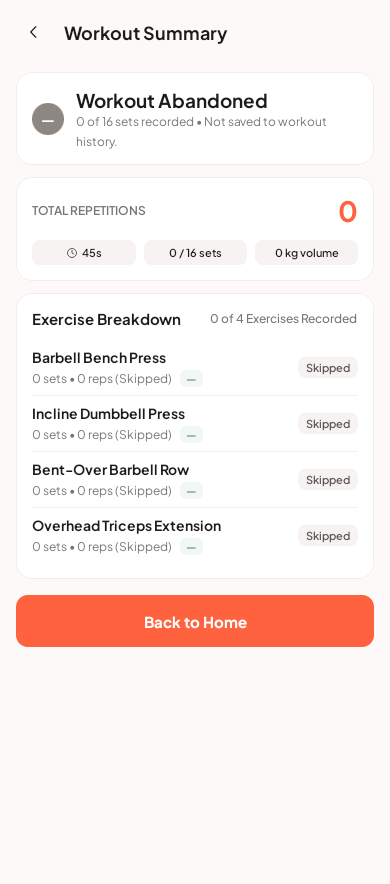 Workout Summary
Workout Abandoned
0 of 16 sets recorded • Not saved to workout
history.
TOTAL REPETITIONS
0
45s
0 / 16 sets
0 kg volume
Exercise Breakdown
0 of 4 Exercises Recorded
Barbell Bench Press
0 sets • 0 reps (Skipped) —
Skipped
Incline Dumbbell Press
0 sets • 0 reps (Skipped) —
Skipped
Bent-Over Barbell Row
0 sets • 0 reps (Skipped) —
Skipped
Overhead Triceps Extension
0 sets • 0 reps (Skipped) —
Skipped
Back to Home